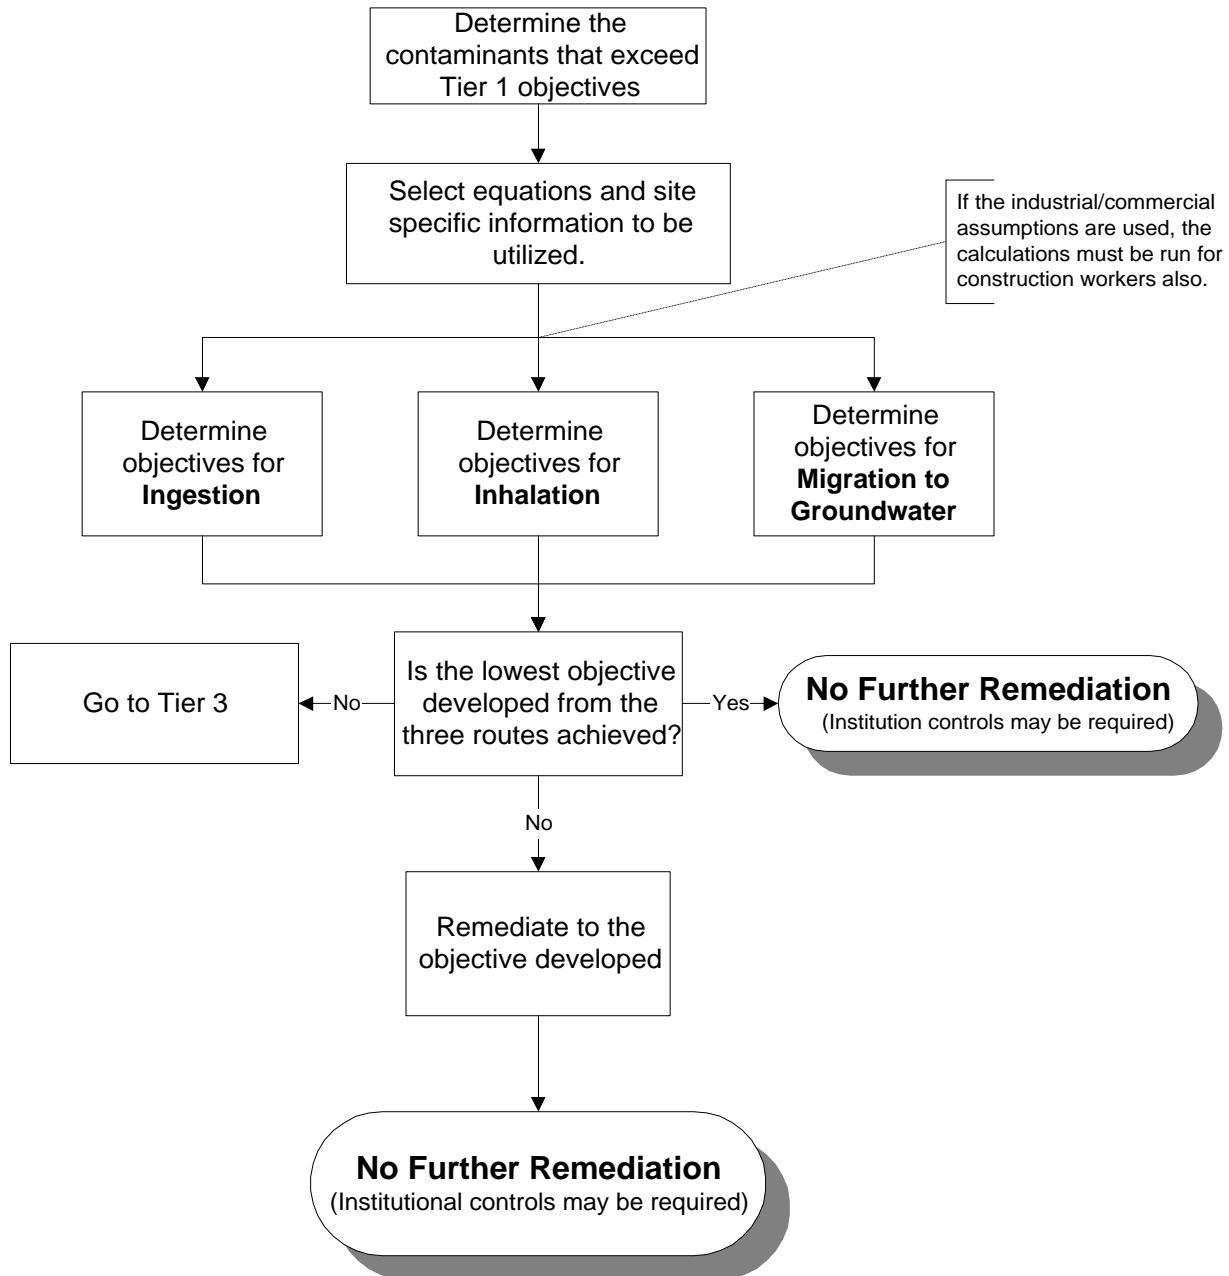 Determine the
contaminants that exceed
Tier 1 objectives
Select equations and site
specific information to be
utilized.
If the industrial/commercial
assumptions are used, the
calculations must be run for
construction workers also.
Determine
objectives for
Ingestion
Determine
objectives for
Inhalation
Determine
objectives for
Migration to
Groundwater
Go to Tier 3
No
Is the lowest objective
developed from the
three routes achieved?
Yes
No Further Remediation
(Institution controls may be required)
No
Remediate to the
objective developed
No Further Remediation
(Institutional controls may be required)